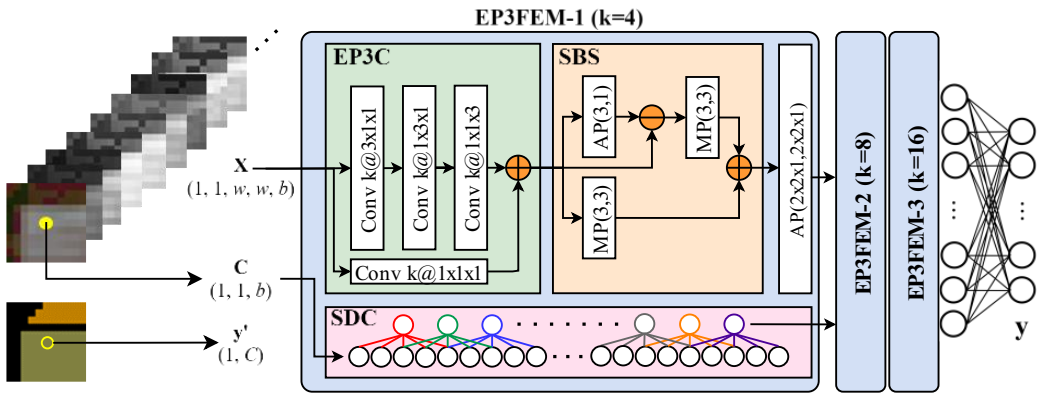 EP3FEM-1 (k=4)
EP3C
SBS
Conv k@3x1x1
Conv k@1x3x1
Conv k@1x1x3
Conv k@1x1x1
AP(3,1)
MP(3,3)
MP(3,3)
AP(2x2x1,2x2x1)
EP3FEM-2 (k=8)
EP3FEM-3 (k=16)
X
(1, 1, w, w, b)
C
(1, 1, b)
SDC
y'
(1, C)
y